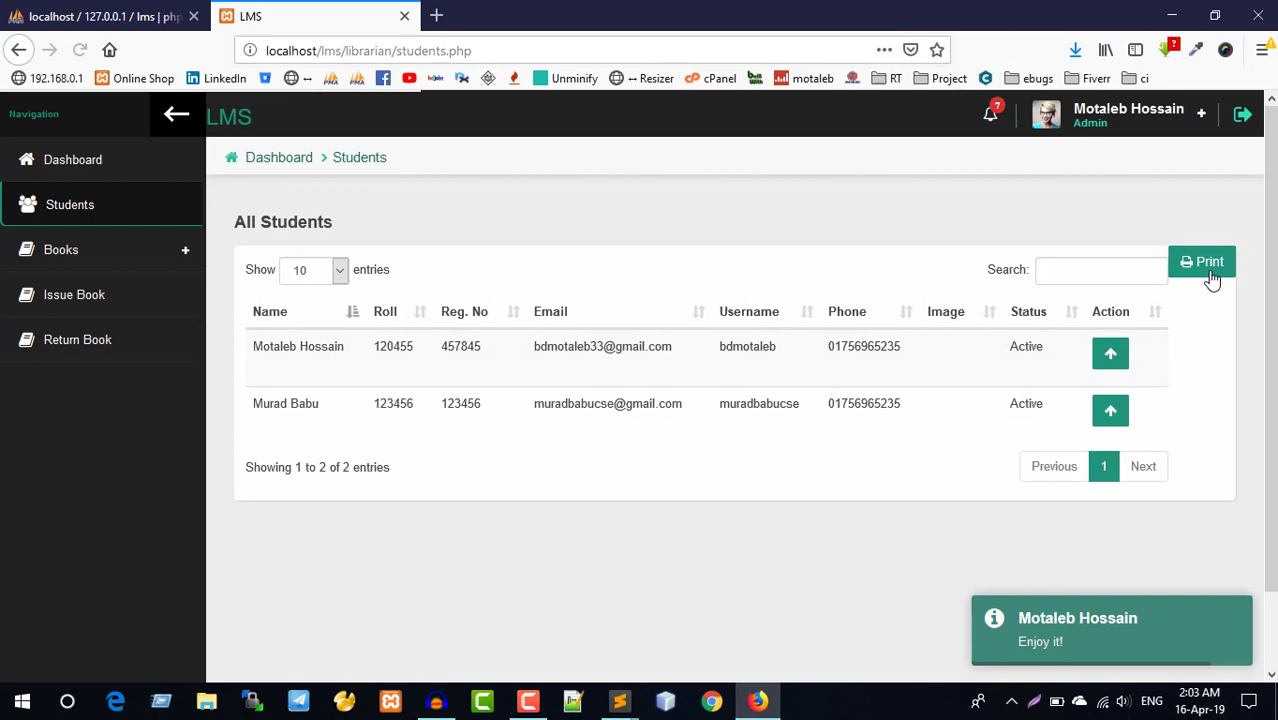 localhost / 127.0.0.1 / lms | php
LMS
localhost/lms/librarian/students.php
192.168.0.1 Online Shop LinkedIn Resizer Unminify cPanel motaleb RT Project ebugs Fiverr ci
Navigation
LMS
7
Motaleb Hossain
Admin
Dashboard
Students
Books
Issue Book
Return Book
Dashboard > Students
All Students
Show 10 entries
Search:
Print
Name Roll Reg. No Email Username Phone Image Status Action
Motaleb Hossain 120455 457845 bdmotaleb33@gmail.com bdmotaleb 01756965235 Active
Murad Babu 123456 123456 muradbabucse@gmail.com muradbabucse 01756965235 Active
Showing 1 to 2 of 2 entries
Previous 1 Next
Motaleb Hossain
Enjoy it!
ENG
2:03 AM
16-Apr-19